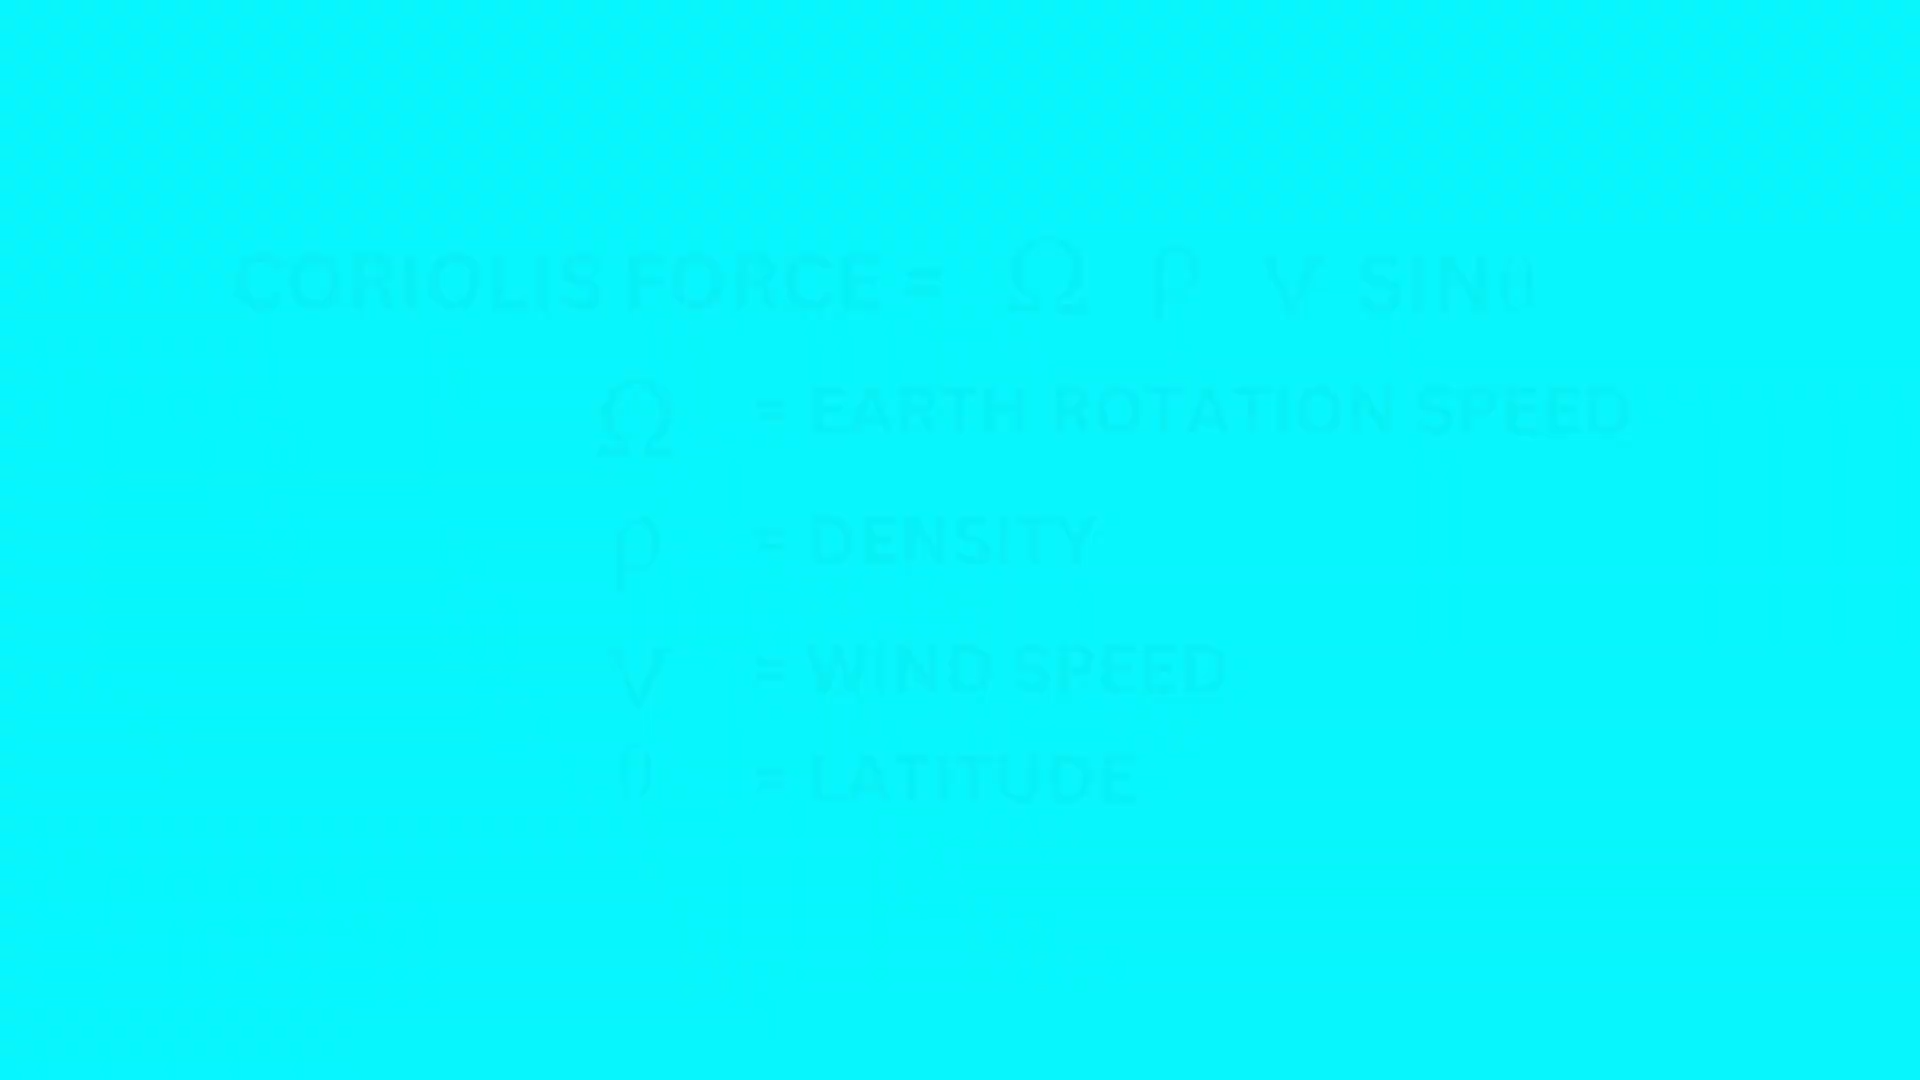 CORIOLIS FORCE = Ω ρ V SINθ
Ω = EARTH ROTATION SPEED
ρ = DENSITY
V = WIND SPEED
θ = LATITUDE